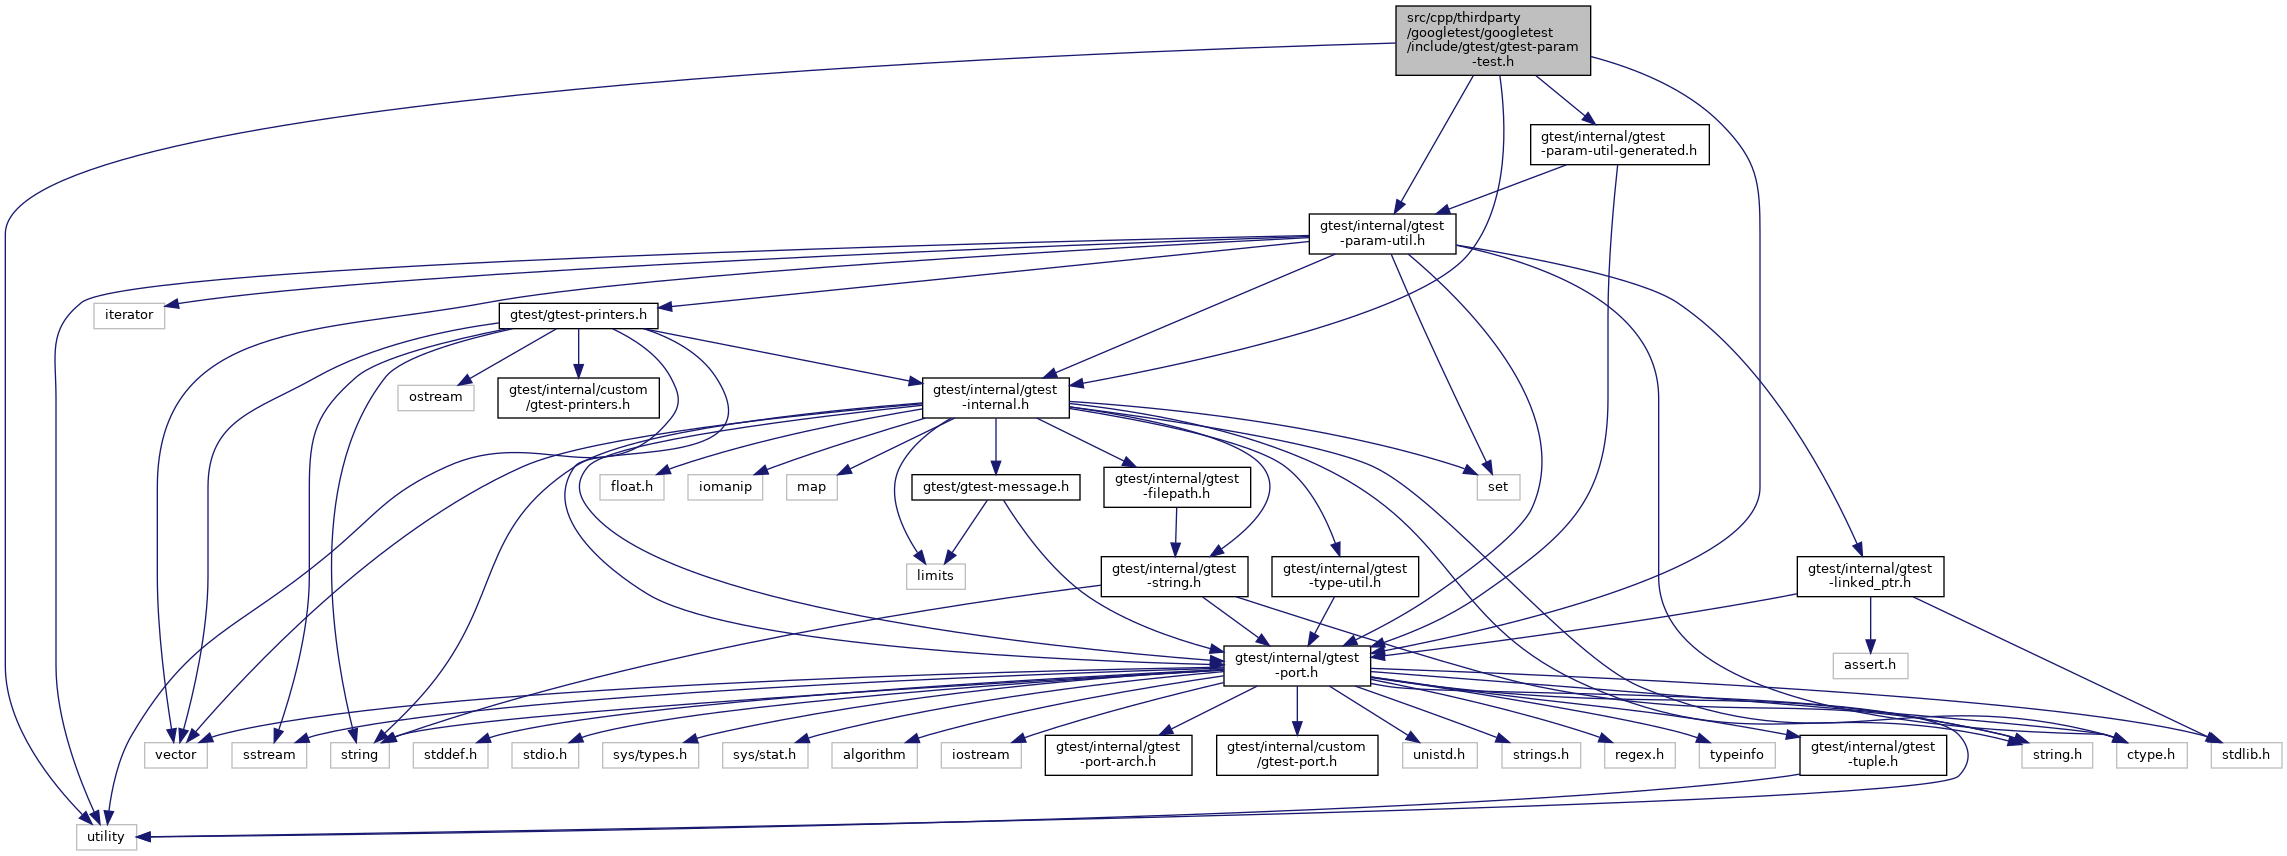 src/cpp/thirdparty
/googletest/googletest
/include/gtest/gtest-param
-test.h
gtest/internal/gtest
-param-util-generated.h
gtest/internal/gtest
-param-util.h
iterator
gtest/gtest-printers.h
ostream
gtest/internal/custom
/gtest-printers.h
gtest/internal/gtest
-internal.h
float.h
iomanip
map
gtest/gtest-message.h
gtest/internal/gtest
-filepath.h
set
limits
gtest/internal/gtest
-string.h
gtest/internal/gtest
-type-util.h
gtest/internal/gtest
-linked_ptr.h
gtest/internal/gtest
-port.h
assert.h
vector
sstream
string
stddef.h
stdio.h
sys/types.h
sys/stat.h
algorithm
iostream
gtest/internal/gtest
-port-arch.h
gtest/internal/custom
/gtest-port.h
unistd.h
strings.h
regex.h
typeinfo
gtest/internal/gtest
-tuple.h
string.h
ctype.h
stdlib.h
utility